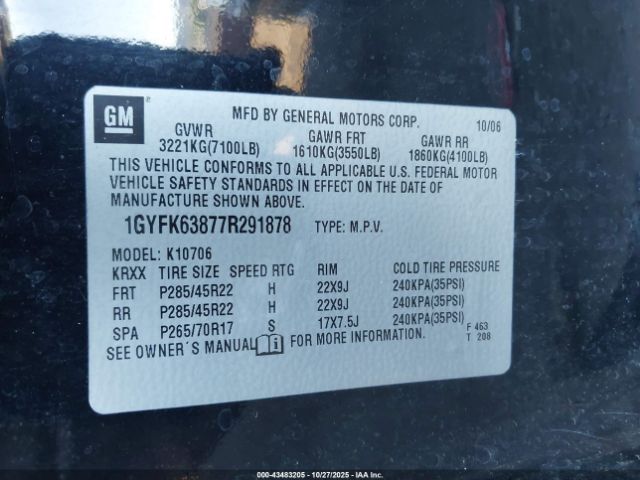 GM
MFD BY GENERAL MOTORS CORP. 10/06
GVWR GAWR FRT GAWR RR
3221KG(7100LB) 1610KG(3550LB) 1860KG(4100LB)
THIS VEHICLE CONFORMS TO ALL APPLICABLE U.S. FEDERAL MOTOR
VEHICLE SAFETY STANDARDS IN EFFECT ON THE DATE OF
MANUFACTURE SHOWN ABOVE.
1GYFK63877R291878 TYPE: M.P.V.
MODEL: K10706
KRXX TIRE SIZE SPEED RTG RIM COLD TIRE PRESSURE
FRT P285/45R22 H 22X9J 240KPA(35PSI)
RR P285/45R22 H 22X9J 240KPA(35PSI)
SPA P265/70R17 S 17X7.5J 240KPA(35PSI)
SEE OWNER'S MANUAL i FOR MORE INFORMATION.
F 463
T 208
000-43483205 - 10/27/2025 - IAA Inc.